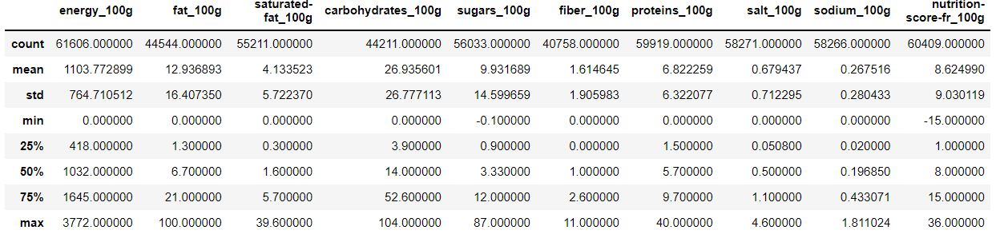 energy_100g fat_100g saturated-fat_100g carbohydrates_100g sugars_100g fiber_100g proteins_100g salt_100g sodium_100g nutrition-score-fr_100g
count 61606.000000 44544.000000 55211.000000 44211.000000 56033.000000 40758.000000 59919.000000 58271.000000 58266.000000 60409.000000
mean 1103.772899 12.936893 4.133523 26.935601 9.931689 1.614645 6.822259 0.679437 0.267516 8.624990
std 764.710512 16.407350 5.722370 26.777113 14.599659 1.905983 6.322077 0.712295 0.280433 9.030119
min 0.000000 0.000000 0.000000 0.000000 -0.100000 0.000000 0.000000 0.000000 0.000000 -15.000000
25% 418.000000 1.300000 0.300000 3.900000 0.900000 0.000000 1.500000 0.050800 0.020000 1.000000
50% 1032.000000 6.700000 1.600000 14.000000 3.330000 1.000000 5.700000 0.500000 0.196850 8.000000
75% 1645.000000 21.000000 5.700000 52.600000 12.000000 2.600000 9.700000 1.100000 0.433071 15.000000
max 3772.000000 100.000000 39.600000 104.000000 87.000000 11.000000 40.000000 4.600000 1.811024 36.000000